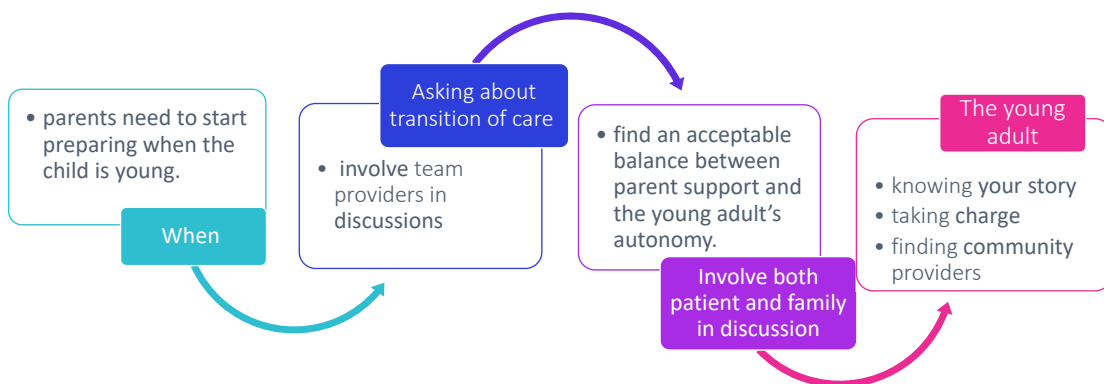 • parents need to start
preparing when the
child is young.
When
Asking about
transition of care
• involve team
providers in
discussions
• find an acceptable
balance between
parent support and
the young adult’s
autonomy.
Involve both
patient and family
in discussion
The young
adult
• knowing your story
• taking charge
• finding community
providers